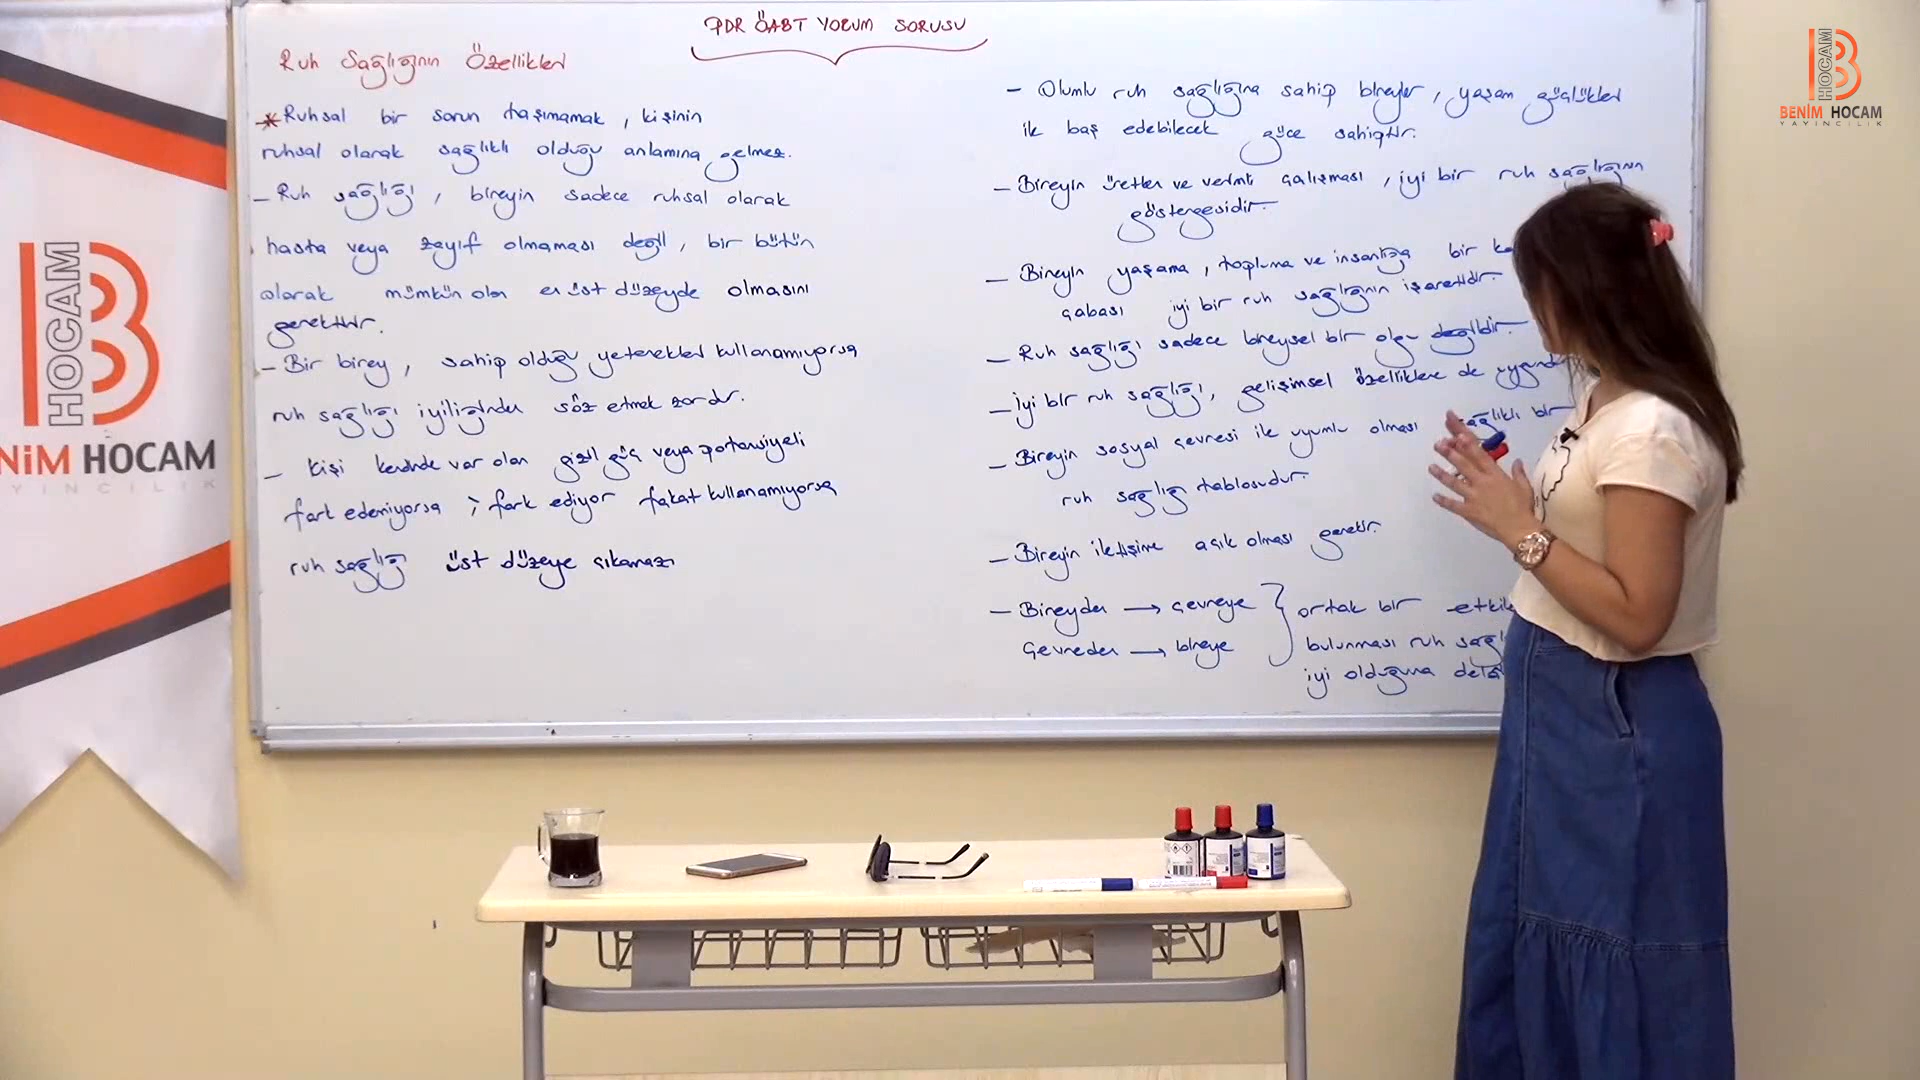 PDR ÖABT YORUM SORUSU
Ruh Sağlığının Özellikleri
* Ruhsal bir sorun taşımamak, kişinin
ruhsal olarak sağlıklı olduğu anlamına gelmez.
- Ruh sağlığı, bireyin sadece ruhsal olarak
hasta veya zayıf olmaması değil, bir bütün
olarak mümkün olan en üst düzeyde olmasını
gerektirir.
- Bir birey, sahip olduğu yetenekleri kullanamıyorsa
ruh sağlığı iyiliğinden söz etmek zordur.
- Kişi kendinde var olan gizil güç veya potansiyeli
fark edemiyorsa ; fark ediyor fakat kullanamıyorsa
ruh sağlığı üst düzeye çıkamaz
- Olumlu ruh sağlığına sahip bireyler, yaşam güçlükleri
ile baş edebilecek güce sahiptir.
- Bireyin üretken ve verimli çalışması, iyi bir ruh sağlığının
göstergesidir.
- Bireyin yaşama, topluma ve insanlığa bir
çabası iyi bir ruh sağlığının işaretidir.
- Ruh sağlığı sadece bireysel bir olgu değildir.
- İyi bir ruh sağlığı, gelişimsel özelliklere de
- Bireyin sosyal çevresi ile uyumlu olması sağlıklı bir
ruh sağlığı tablosudur.
- Bireyin iletişime açık olması gerekir.
- Bireyden → çevreye } ortak bir
Çevreden → bireye bulunması ruh
iyi olduğuna
B HOCAM
BENİM HOCAM
YAYINCILIK
B HOCAM
NİM HOCAM
YINCILIK